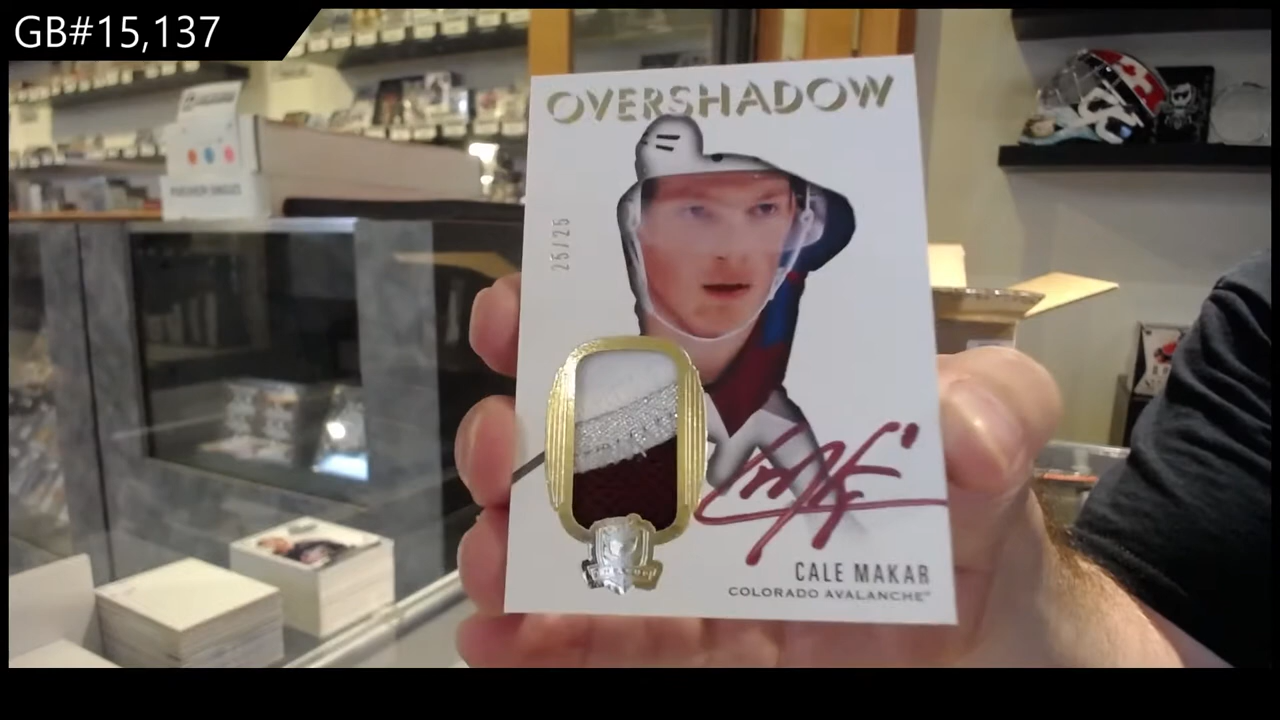 GB#15,137
OVERSHADOW
25/25
CALE MAKAR
COLORADO AVALANCHE